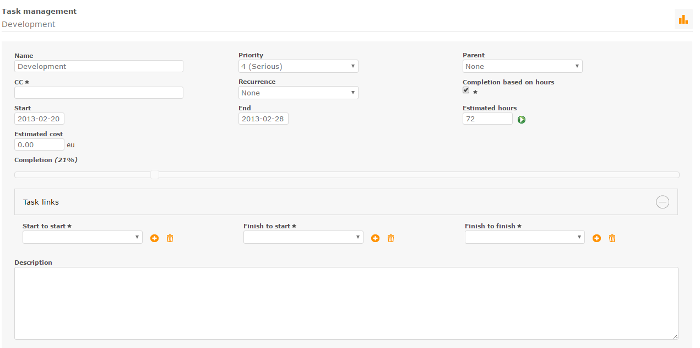 Task management
Development
Name
Priority
Parent
Development
4 (Serious)
None
CC ★
Recurrence
Completion based on hours
None
★
Start
End
Estimated hours
2013-02-20
2013-02-28
72
Estimated cost
0.00 eu
Completion (21%)
Task links
Start to start ★
Finish to start ★
Finish to finish ★
Description